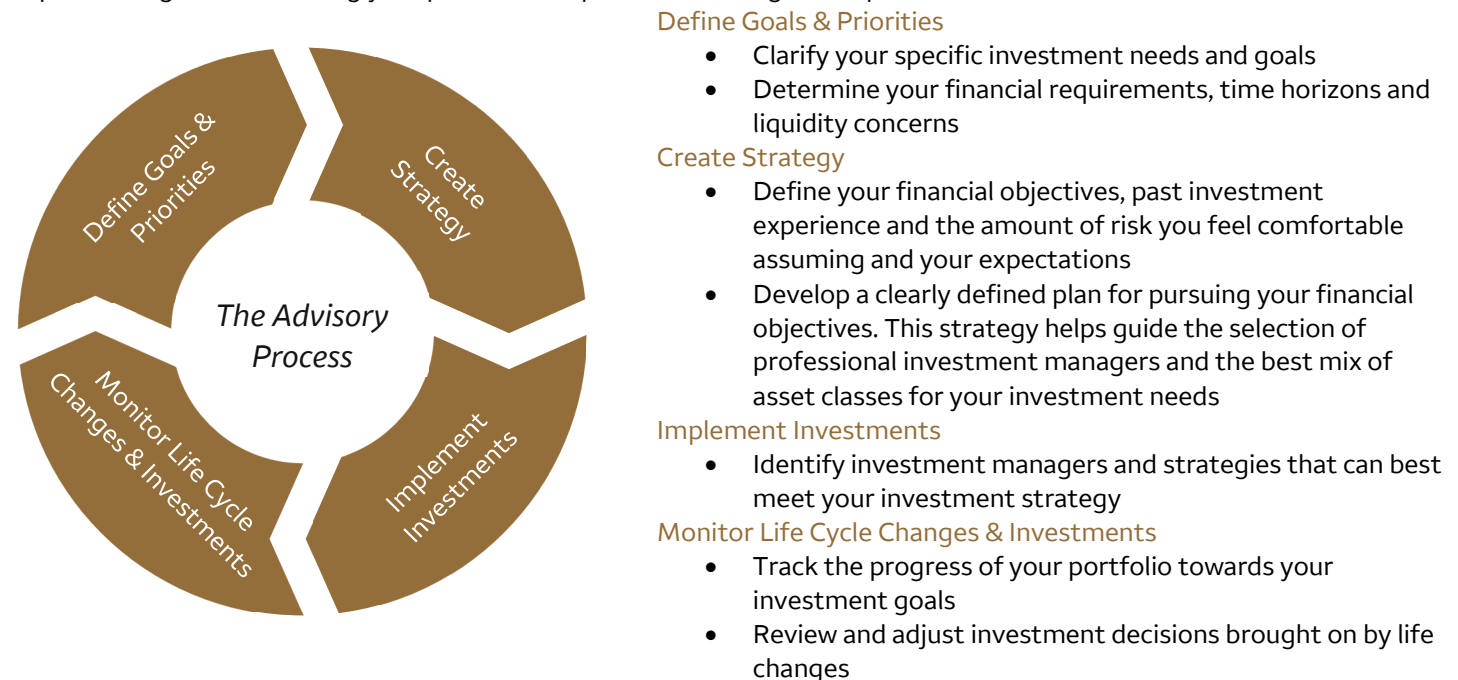 Define Goals & Priorities
• Clarify your specific investment needs and goals
• Determine your financial requirements, time horizons and
liquidity concerns
Create Strategy
• Define your financial objectives, past investment
experience and the amount of risk you feel comfortable
assuming and your expectations
• Develop a clearly defined plan for pursuing your financial
objectives. This strategy helps guide the selection of
professional investment managers and the best mix of
asset classes for your investment needs
Implement Investments
• Identify investment managers and strategies that can best
meet your investment strategy
Monitor Life Cycle Changes & Investments
• Track the progress of your portfolio towards your
investment goals
• Review and adjust investment decisions brought on by life
changes
Define Goals &
Priorities
Create
Strategy
Implement
Investments
Monitor Life Cycle
Changes & Investments
The Advisory
Process